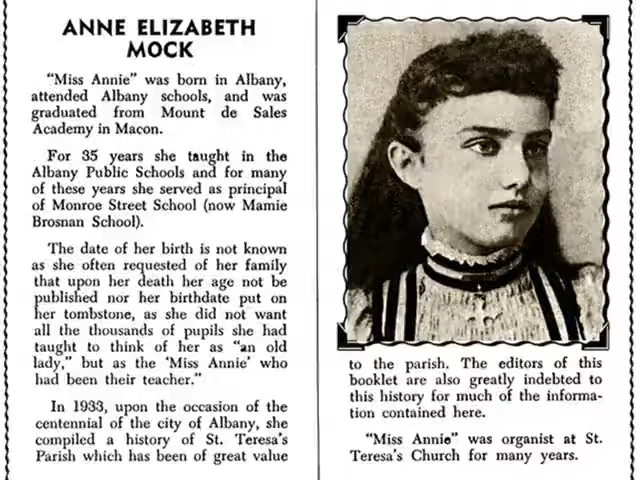 ANNE ELIZABETH
MOCK
"Miss Annie" was born in Albany,
attended Albany schools, and was
graduated from Mount de Sales
Academy in Macon.
For 35 years she taught in the
Albany Public Schools and for many
of these years she served as principal
of Monroe Street School (now Mamie
Brosnan School).
The date of her birth is not known
as she often requested of her family
that upon her death her age not be
published nor her birthdate put on
her tombstone, as she did not want
all the thousands of pupils she had
taught to think of her as "an old
lady," but as the 'Miss Annie' who
had been their teacher."
In 1933, upon the occasion of the
centennial of the city of Albany, she
compiled a history of St. Teresa's
Parish which has been of great value
to the parish. The editors of this
booklet are also greatly indebted to
this history for much of the informa-
tion contained here.
"Miss Annie" was organist at St.
Teresa's Church for many years.